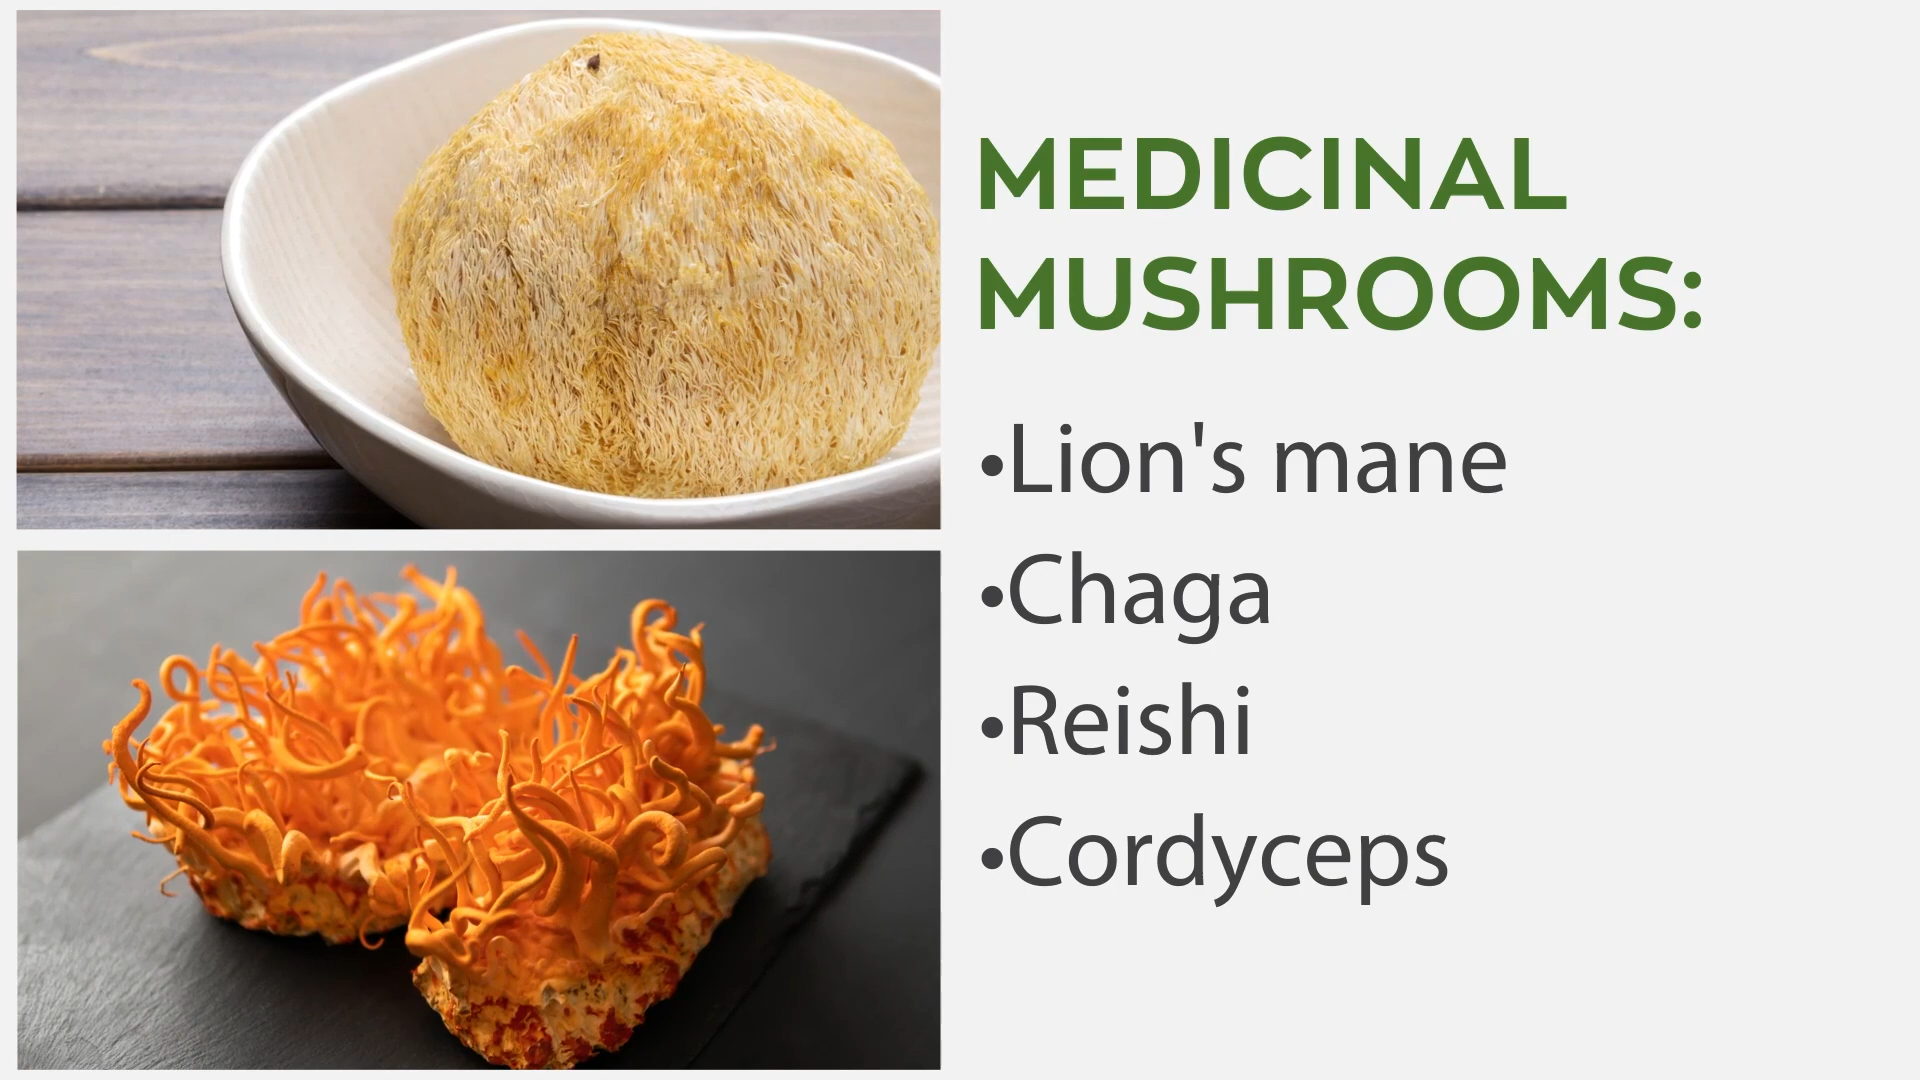 MEDICINAL
MUSHROOMS:
•Lion's mane
•Chaga
•Reishi
•Cordyceps